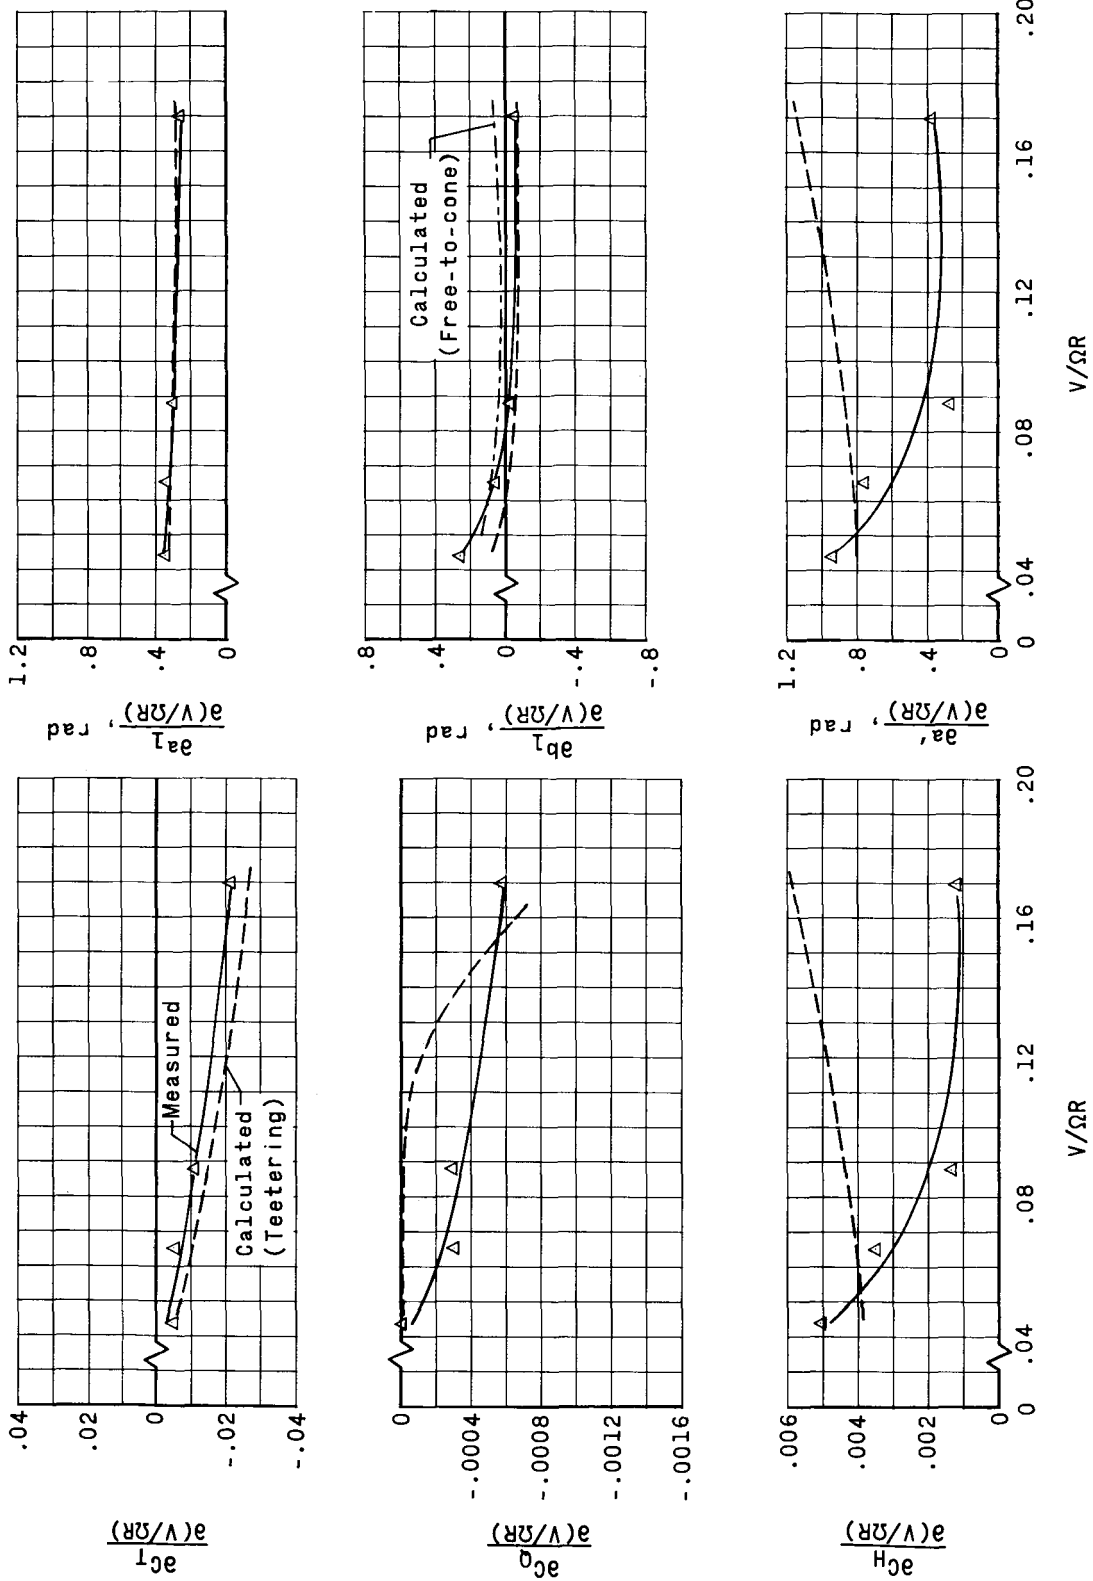 .04
.02
0
-.02
-.04
∂C_T
∂(V/ΩR)
Measured
Calculated
(Teetering)
1.2
.8
.4
0
∂a₁
∂(V/ΩR)
, rad
0
-.0004
-.0008
-.0012
-.0016
∂C_Q
∂(V/ΩR)
.8
.4
0
-.4
-.8
∂b₁
∂(V/ΩR)
, rad
Calculated
(Free-to-cone)
.006
.004
.002
0
∂C_H
∂(V/ΩR)
0 .04 .08 .12 .16 .20
V/ΩR
1.2
.8
.4
0
∂a′
∂(V/ΩR)
, rad
0 .04 .08 .12 .16 .20
V/ΩR